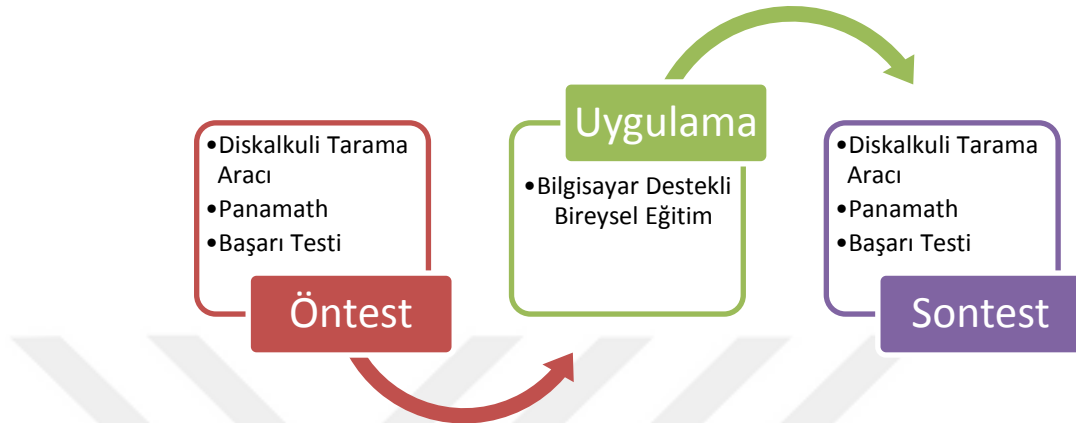 •Diskalkuli Tarama
Aracı
•Panamath
•Başarı Testi
Öntest
Uygulama
•Bilgisayar Destekli
Bireysel Eğitim
•Diskalkuli Tarama
Aracı
•Panamath
•Başarı Testi
Sontest